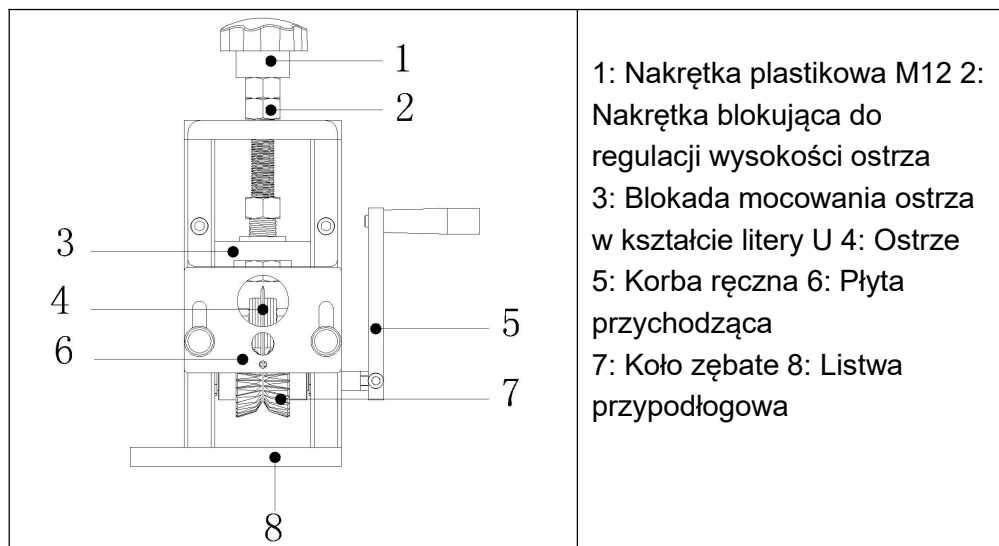 1
2
3
4
5
6
7
8
1: Nakrętka plastikowa M12 2:
Nakrętka blokująca do
regulacji wysokości ostrza
3: Blokada mocowania ostrza
w kształcie litery U 4: Ostrze
5: Korba ręczna 6: Płyta
przychodząca
7: Koło zębate 8: Listwa
przypodłogowa